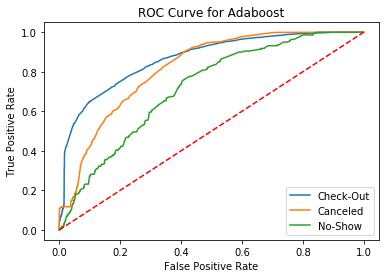 ROC Curve for Adaboost
True Positive Rate
1.0
0.8
0.6
0.4
0.2
0.0
0.0 0.2 0.4 0.6 0.8 1.0
False Positive Rate
Check-Out
Canceled
No-Show